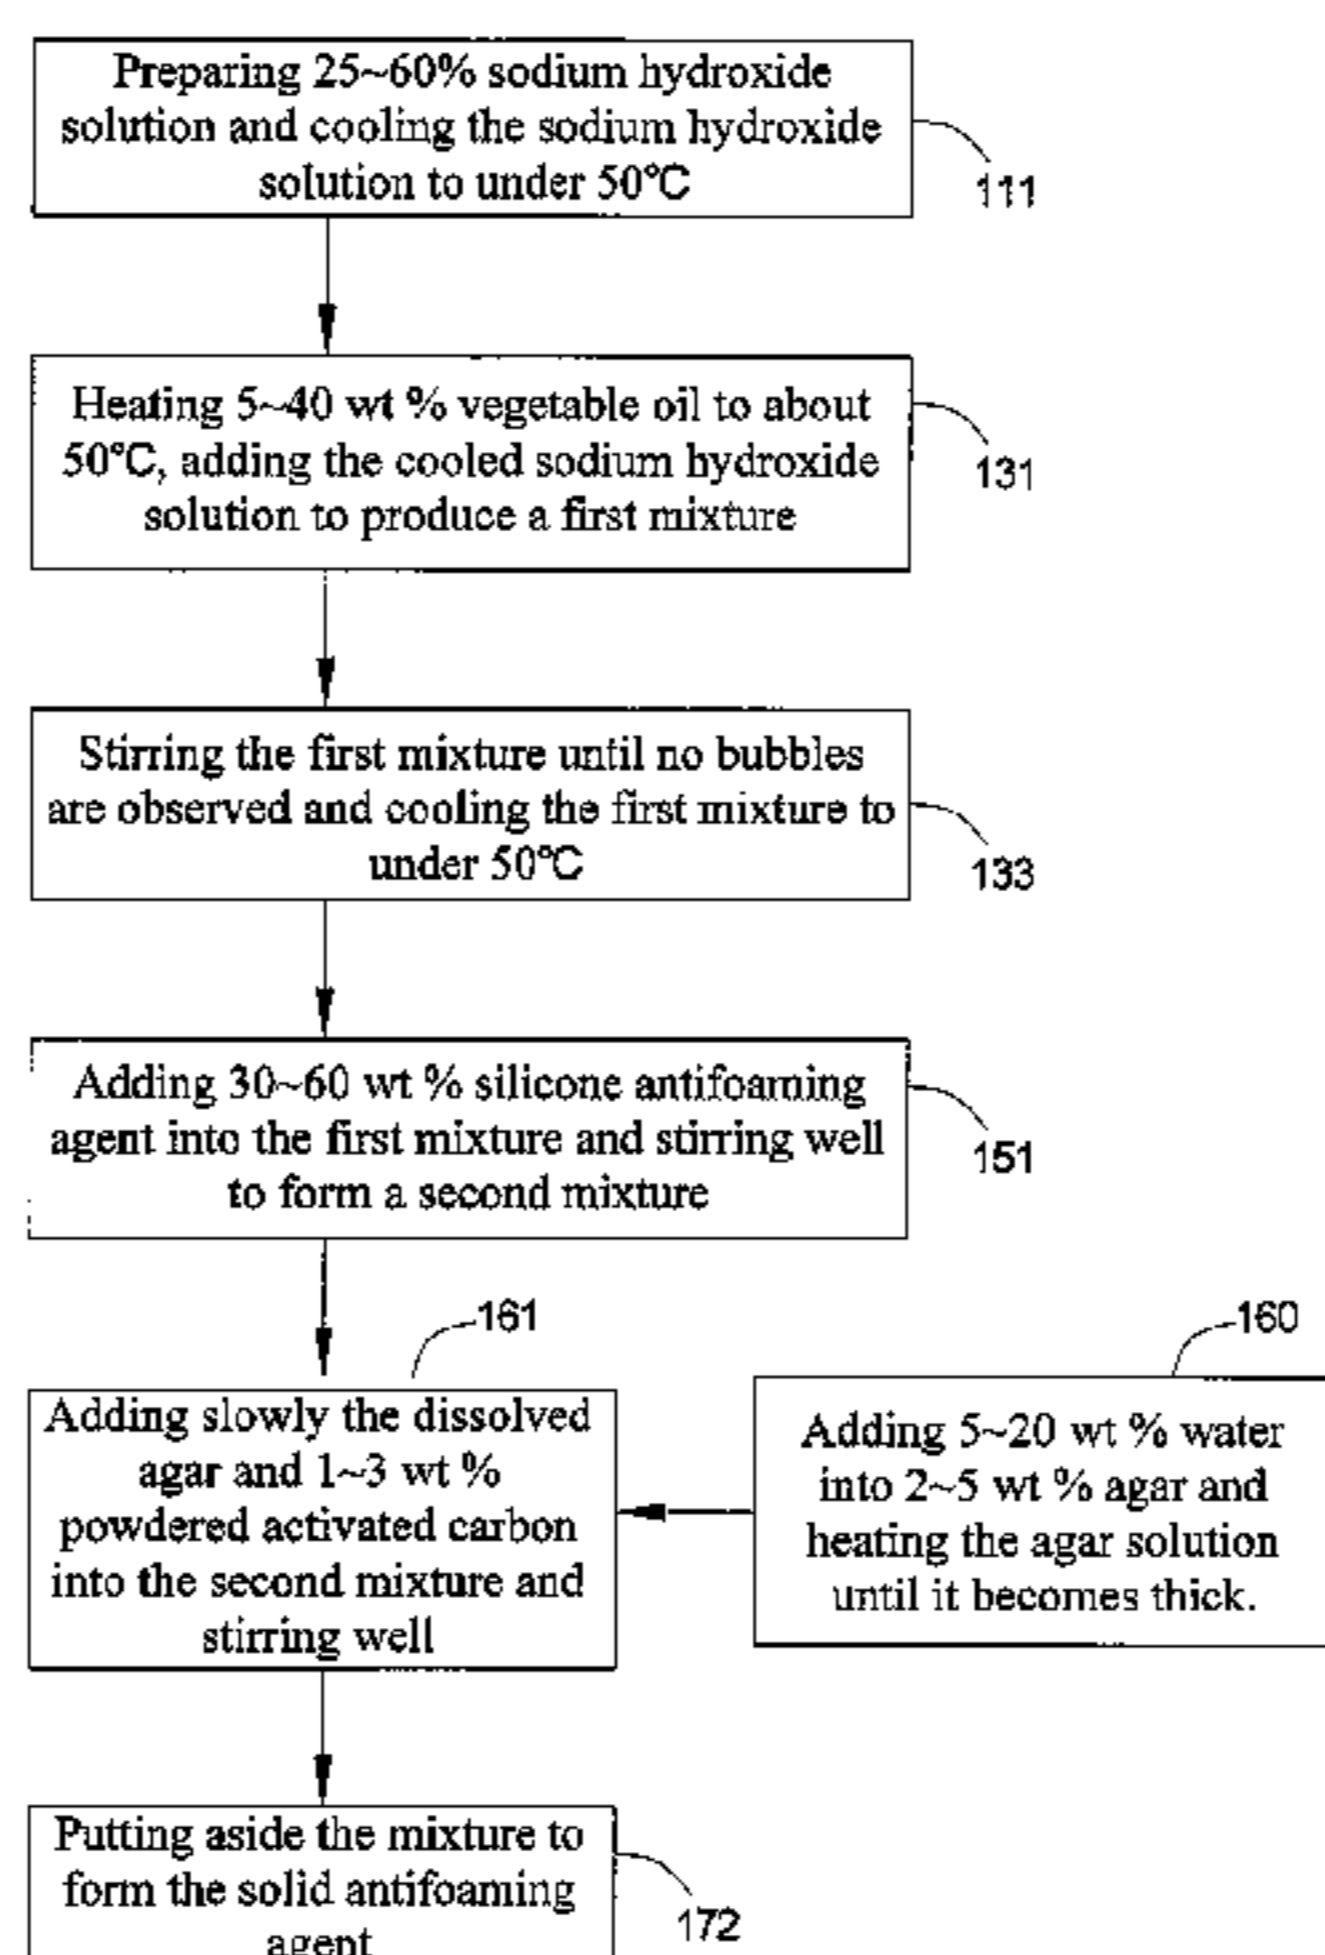 Preparing 25~60% sodium hydroxide
solution and cooling the sodium hydroxide
solution to under 50℃
111
Heating 5~40 wt % vegetable oil to about
50℃, adding the cooled sodium hydroxide
solution to produce a first mixture
131
Stirring the first mixture until no bubbles
are observed and cooling the first mixture to
under 50℃
133
Adding 30~60 wt % silicone antifoaming
agent into the first mixture and stirring well
to form a second mixture
151
161
Adding slowly the dissolved
agar and 1~3 wt %
powdered activated carbon
into the second mixture and
stirring well
160
Adding 5~20 wt % water
into 2~5 wt % agar and
heating the agar solution
until it becomes thick.
Putting aside the mixture to
form the solid antifoaming
agent
172